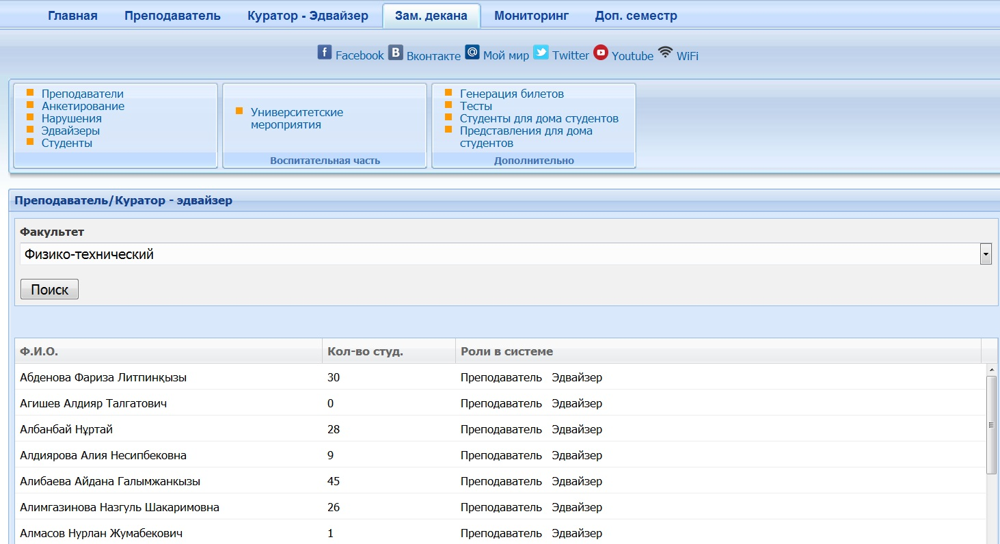 Главная Преподаватель Куратор - Эдвайзер Зам. декана Мониторинг Доп. семестр
Facebook Вконтакте Мой мир Twitter Youtube WiFi
Преподаватели
Анкетирование
Нарушения
Эдвайзеры
Студенты
Университетские
мероприятия
Воспитательная часть
Генерация билетов
Тесты
Студенты для дома студентов
Представления для дома
студентов
Дополнительно
Преподаватель/Куратор - эдвайзер
Факультет
Физико-технический
Поиск
Ф.И.О. Кол-во студ. Роли в системе
Абденова Фариза Литпинқызы 30 Преподаватель Эдвайзер
Агишев Алдияр Талгатович 0 Преподаватель Эдвайзер
Албанбай Нұртай 28 Преподаватель Эдвайзер
Алдиярова Алия Несипбековна 9 Преподаватель Эдвайзер
Алибаева Айдана Галымжанкызы 45 Преподаватель Эдвайзер
Алимгазинова Назгуль Шакаримовна 26 Преподаватель Эдвайзер
Алмасов Нурлан Жумабекович 1 Преподаватель Эдвайзер